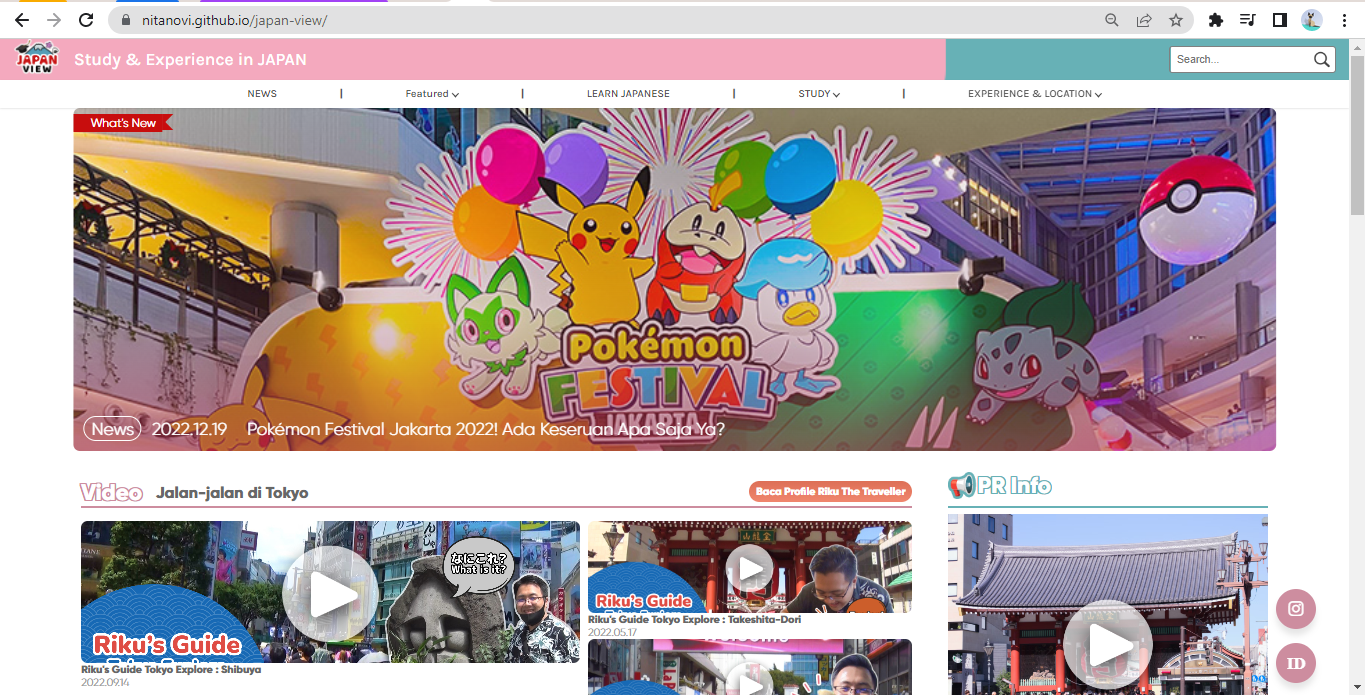 nitanovi.github.io/japan-view/
JAPAN
VIEW
Study & Experience in JAPAN
Search...
NEWS | Featured | LEARN JAPANESE | STUDY | EXPERIENCE & LOCATION
What's New
Pokémon
FESTIVAL
JAKARTA
News 2022.12.19 Pokémon Festival Jakarta 2022! Ada Keseruan Apa Saja Ya?
Video Jalan-jalan di Tokyo
Baca Profile Riku The Traveller
PR Info
なにこれ?
What is it?
Riku's Guide
Riku's Guide Tokyo Explore : Shibuya
2022.09.14
Riku's Guide
Riku's Guide Tokyo Explore : Takeshita-Dori
2022.05.17
Welcome
ID